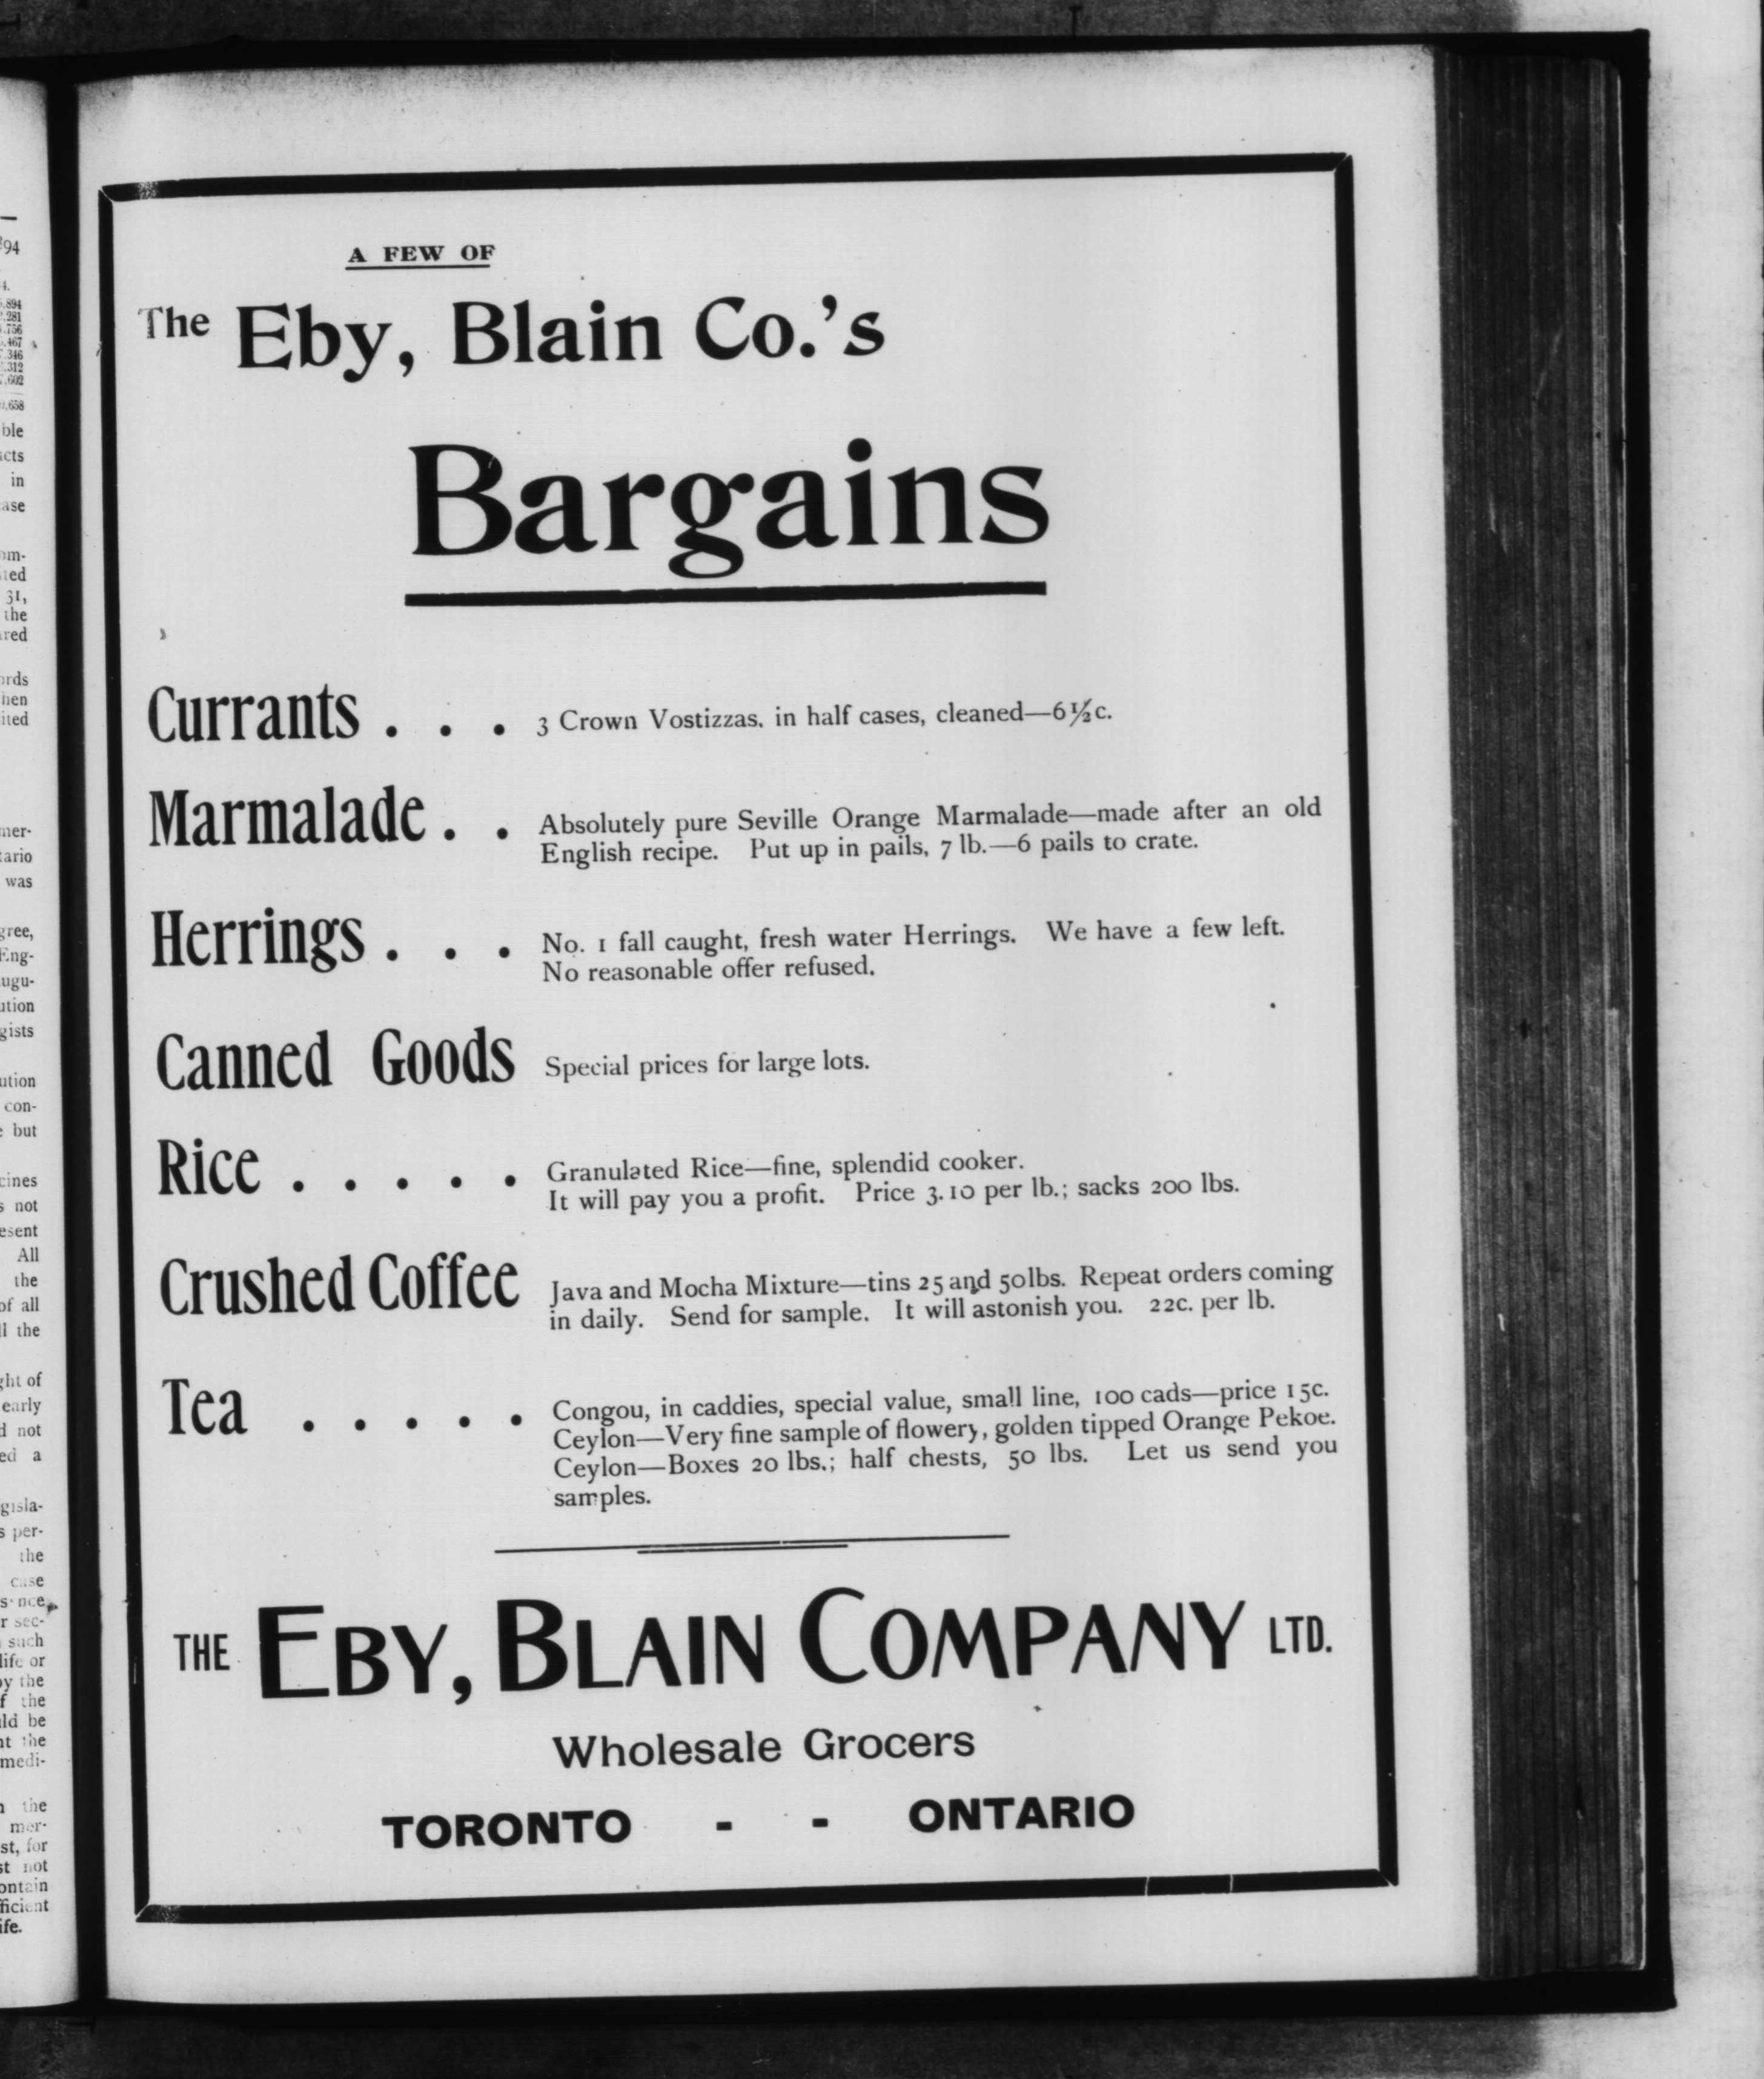 A FEW OF
The Eby, Blain Co.'s
Bargains
Currants . . . 3 Crown Vostizzas. in half cases, cleaned—6½c.
Marmalade . . Absolutely pure Seville Orange Marmalade—made after an old
English recipe. Put up in pails, 7 lb.—6 pails to crate.
Herrings . . . No. 1 fall caught, fresh water Herrings. We have a few left.
No reasonable offer refused.
Canned Goods Special prices for large lots.
Rice . . . . . Granulated Rice—fine, splendid cooker.
It will pay you a profit. Price 3.10 per lb.; sacks 200 lbs.
Crushed Coffee Java and Mocha Mixture—tins 25 and 50lbs. Repeat orders coming
in daily. Send for sample. It will astonish you. 22c. per lb.
Tea . . . . . Congou, in caddies, special value, small line, 100 cads—price 15c.
Ceylon—Very fine sample of flowery, golden tipped Orange Pekoe.
Ceylon—Boxes 20 lbs.; half chests, 50 lbs. Let us send you
samples.
THE EBY, BLAIN COMPANY LTD.
Wholesale Grocers
TORONTO - - ONTARIO